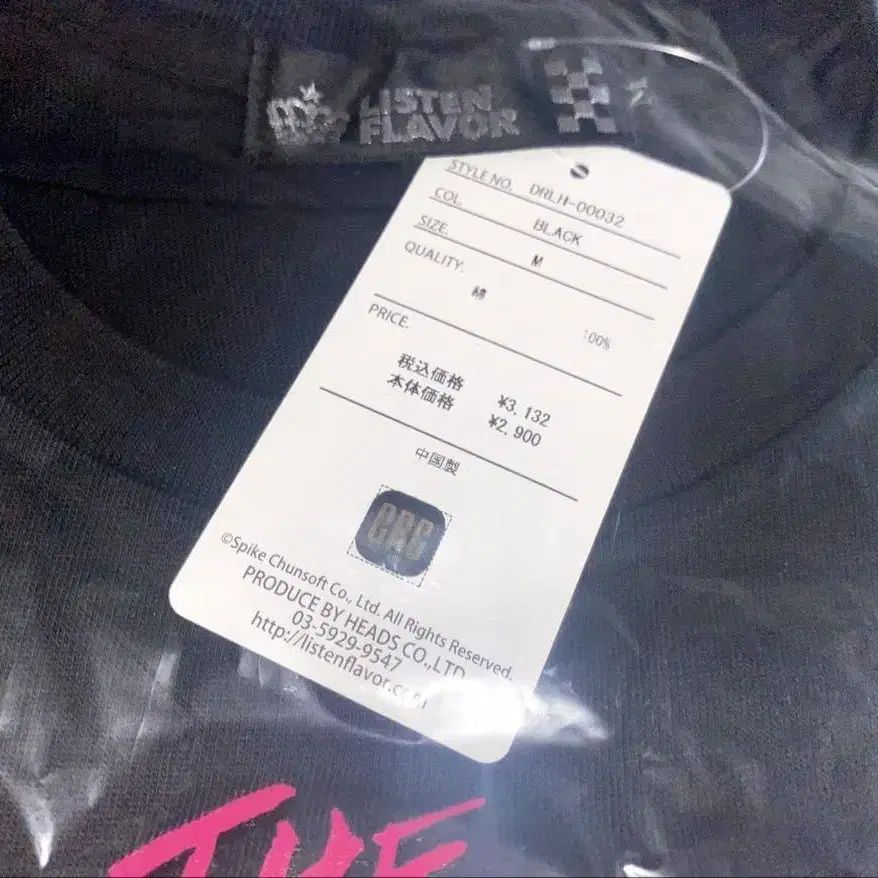 LISTEN
FLAVOR
STYLE NO. DRLH-00032
COL. BLACK
SIZE. M
QUALITY.
綿 100%
PRICE.
税込価格 ¥3,132
本体価格 ¥2,900
中国製
©Spike Chunsoft Co., Ltd. All Rights Reserved.
PRODUCE BY HEADS CO.,LTD
03-5929-9547
http://listenflavor.com
THE